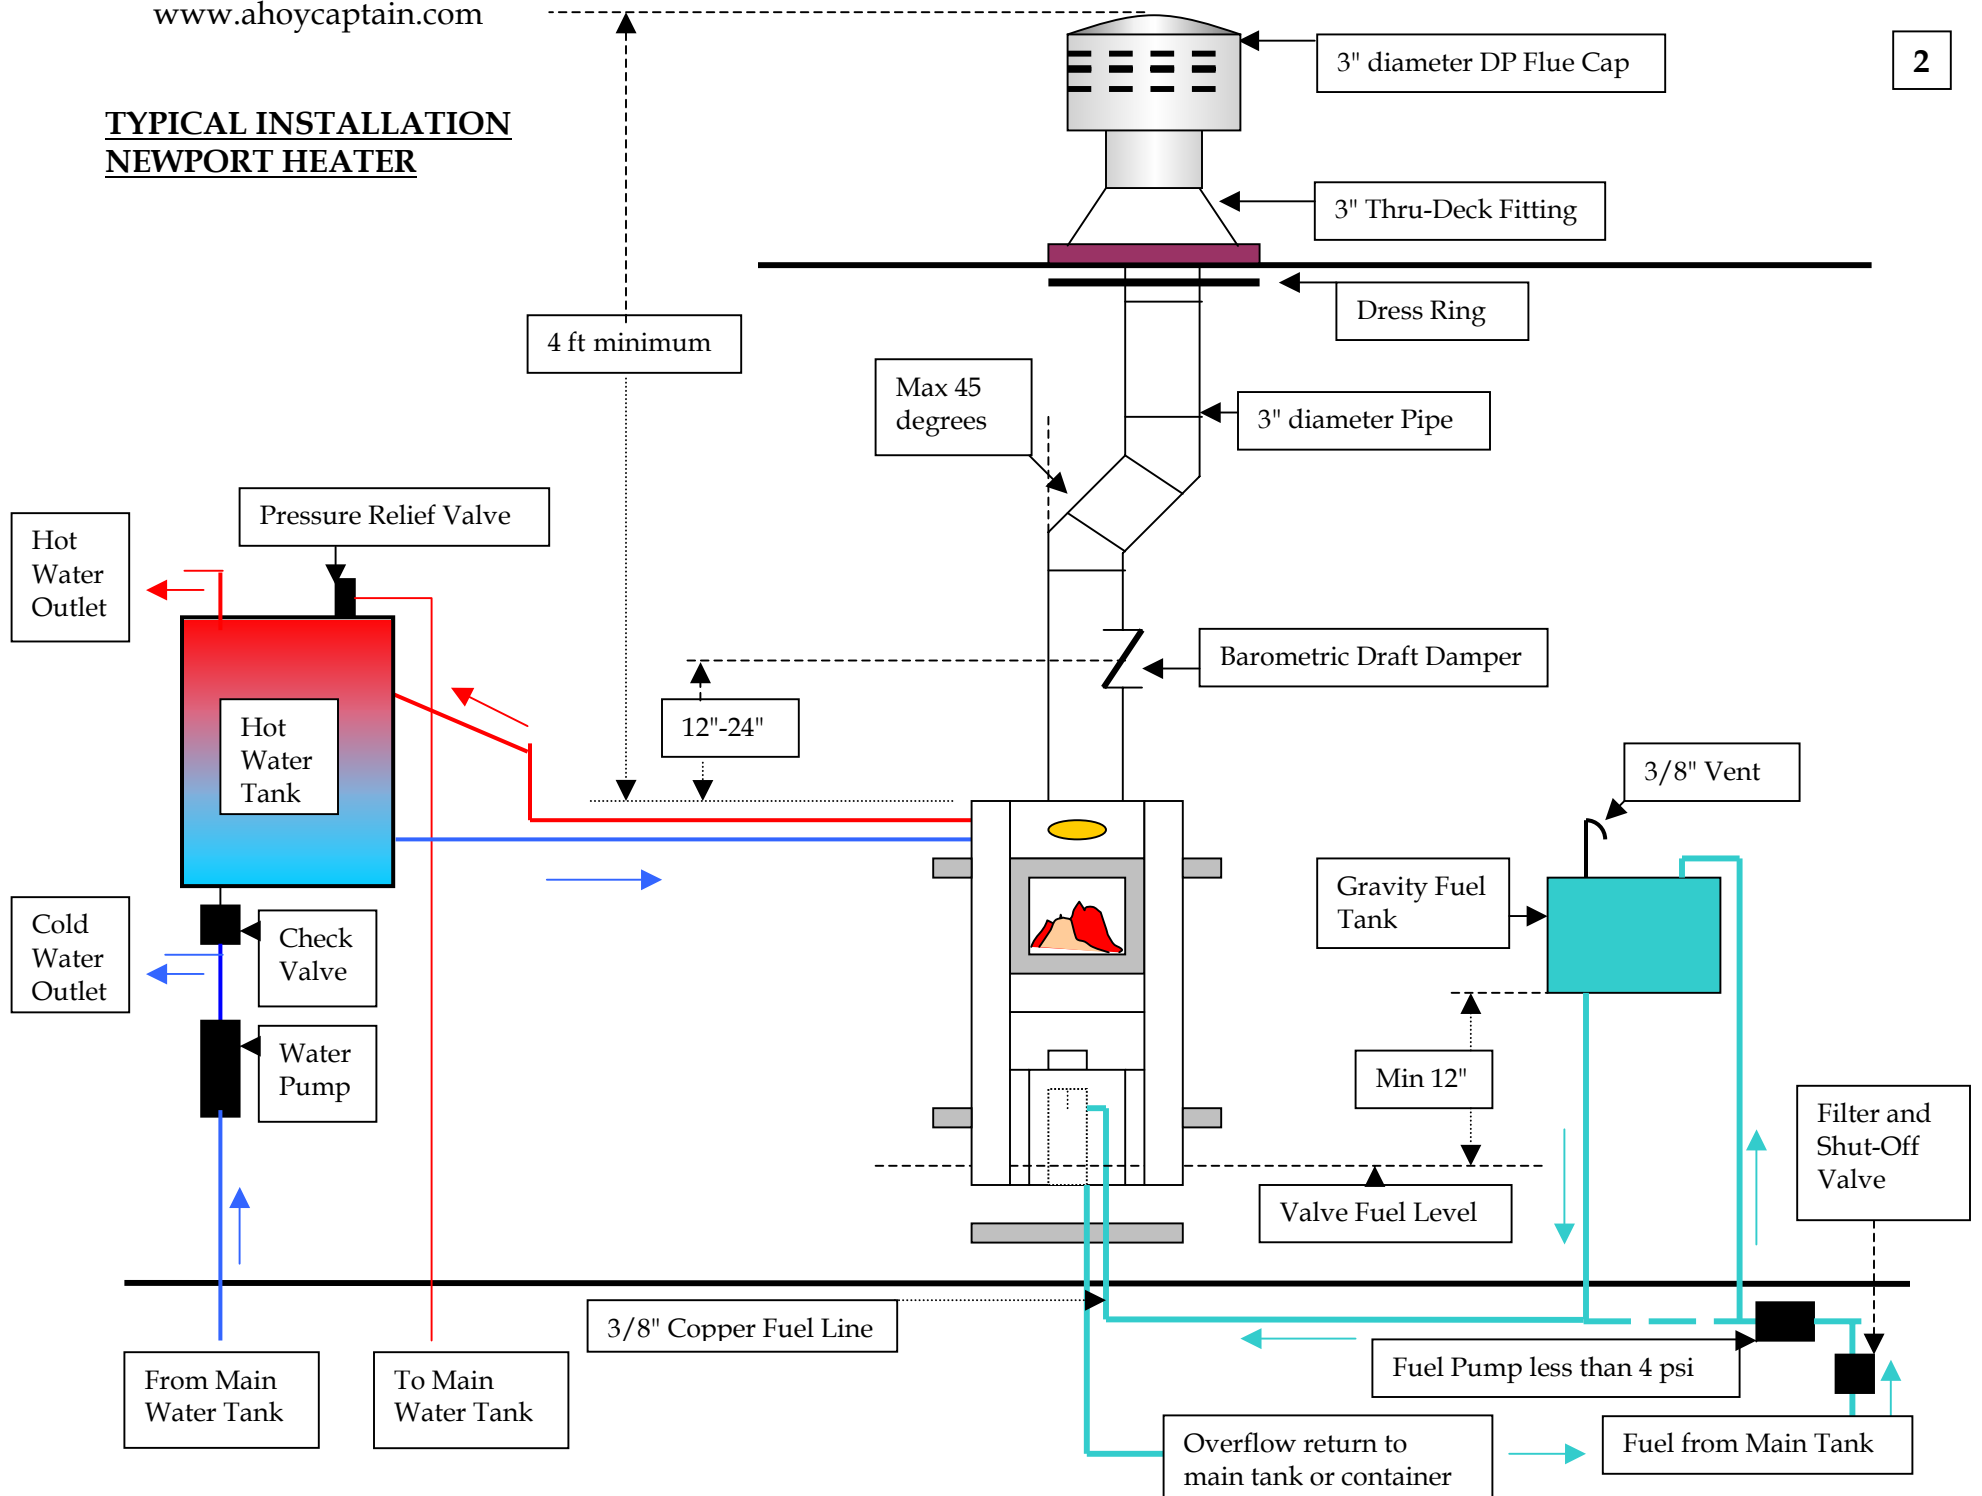 www.ahoycaptain.com
2
TYPICAL INSTALLATION
NEWPORT HEATER
3" diameter DP Flue Cap
3" Thru-Deck Fitting
Dress Ring
4 ft minimum
Max 45
degrees
3" diameter Pipe
Pressure Relief Valve
Hot
Water
Outlet
Barometric Draft Damper
12"-24"
Hot
Water
Tank
3/8" Vent
Gravity Fuel
Tank
Cold
Water
Outlet
Check
Valve
Water
Pump
Min 12"
Filter and
Shut-Off
Valve
Valve Fuel Level
3/8" Copper Fuel Line
Fuel Pump less than 4 psi
From Main
Water Tank
To Main
Water Tank
Overflow return to
main tank or container
Fuel from Main Tank